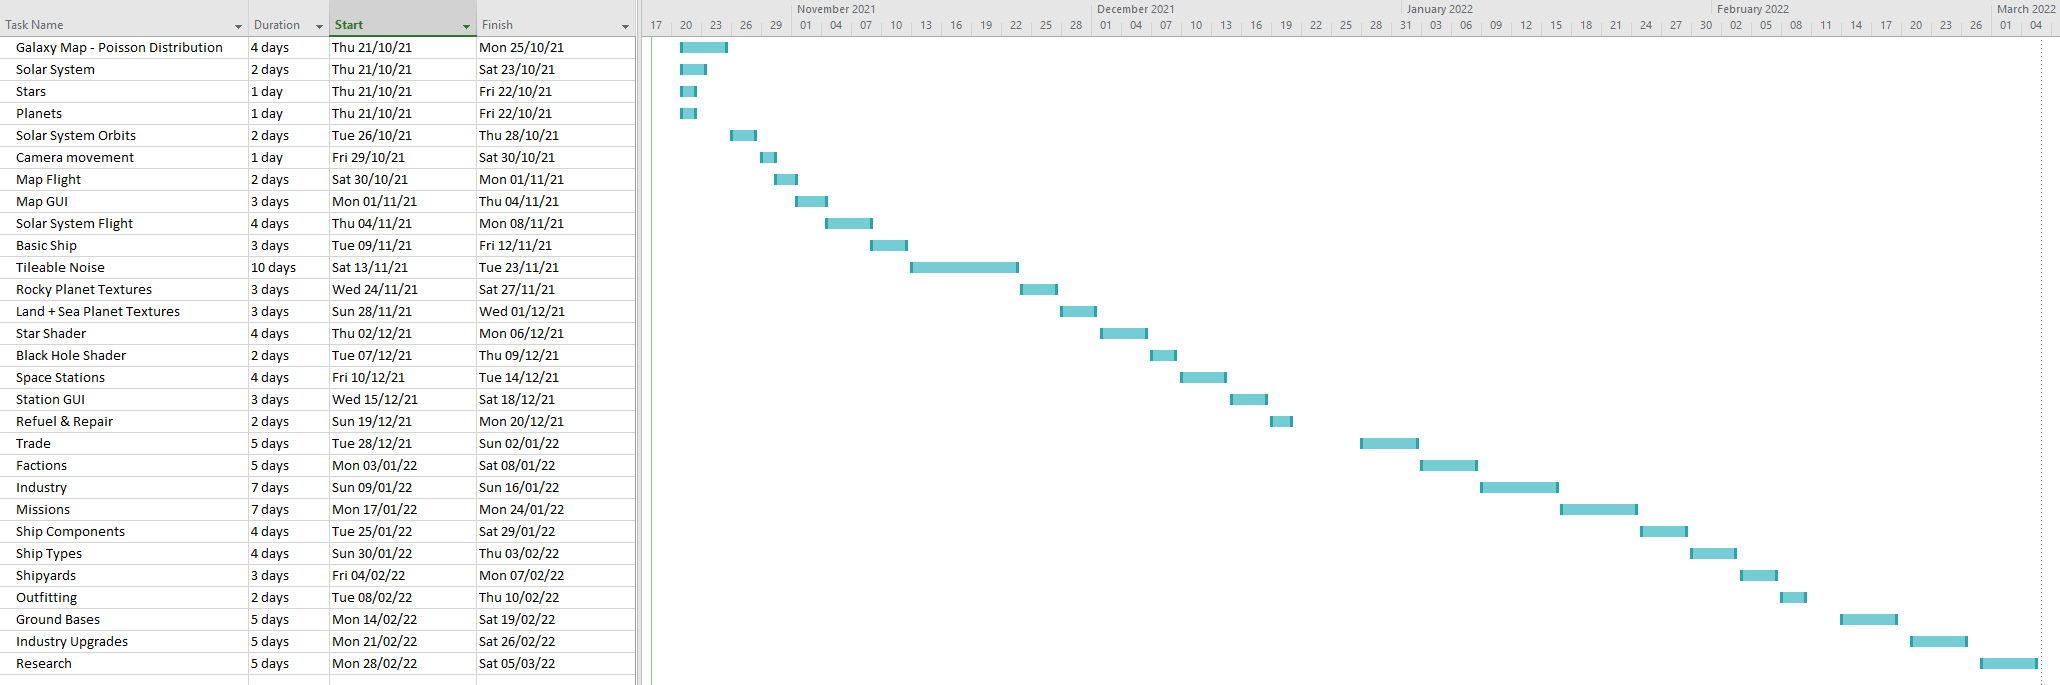 November 2021 December 2021 January 2022 February 2022 March 2022
Task Name Duration Start Finish 17 20 23 26 29 01 04 07 10 13 16 19 22 25 28 01 04 07 10 13 16 19 22 25 28 31 03 06 09 12 15 18 21 24 27 30 02 05 08 11 14 17 20 23 26 01 04
Galaxy Map - Poisson Distribution 4 days Thu 21/10/21 Mon 25/10/21
Solar System 2 days Thu 21/10/21 Sat 23/10/21
Stars 1 day Thu 21/10/21 Fri 22/10/21
Planets 1 day Thu 21/10/21 Fri 22/10/21
Solar System Orbits 2 days Tue 26/10/21 Thu 28/10/21
Camera movement 1 day Fri 29/10/21 Sat 30/10/21
Map Flight 2 days Sat 30/10/21 Mon 01/11/21
Map GUI 3 days Mon 01/11/21 Thu 04/11/21
Solar System Flight 4 days Thu 04/11/21 Mon 08/11/21
Basic Ship 3 days Tue 09/11/21 Fri 12/11/21
Tileable Noise 10 days Sat 13/11/21 Tue 23/11/21
Rocky Planet Textures 3 days Wed 24/11/21 Sat 27/11/21
Land + Sea Planet Textures 3 days Sun 28/11/21 Wed 01/12/21
Star Shader 4 days Thu 02/12/21 Mon 06/12/21
Black Hole Shader 2 days Tue 07/12/21 Thu 09/12/21
Space Stations 4 days Fri 10/12/21 Tue 14/12/21
Station GUI 3 days Wed 15/12/21 Sat 18/12/21
Refuel & Repair 2 days Sun 19/12/21 Mon 20/12/21
Trade 5 days Tue 28/12/21 Sun 02/01/22
Factions 5 days Mon 03/01/22 Sat 08/01/22
Industry 7 days Sun 09/01/22 Sun 16/01/22
Missions 7 days Mon 17/01/22 Mon 24/01/22
Ship Components 4 days Tue 25/01/22 Sat 29/01/22
Ship Types 4 days Sun 30/01/22 Thu 03/02/22
Shipyards 3 days Fri 04/02/22 Mon 07/02/22
Outfitting 2 days Tue 08/02/22 Thu 10/02/22
Ground Bases 5 days Mon 14/02/22 Sat 19/02/22
Industry Upgrades 5 days Mon 21/02/22 Sat 26/02/22
Research 5 days Mon 28/02/22 Sat 05/03/22